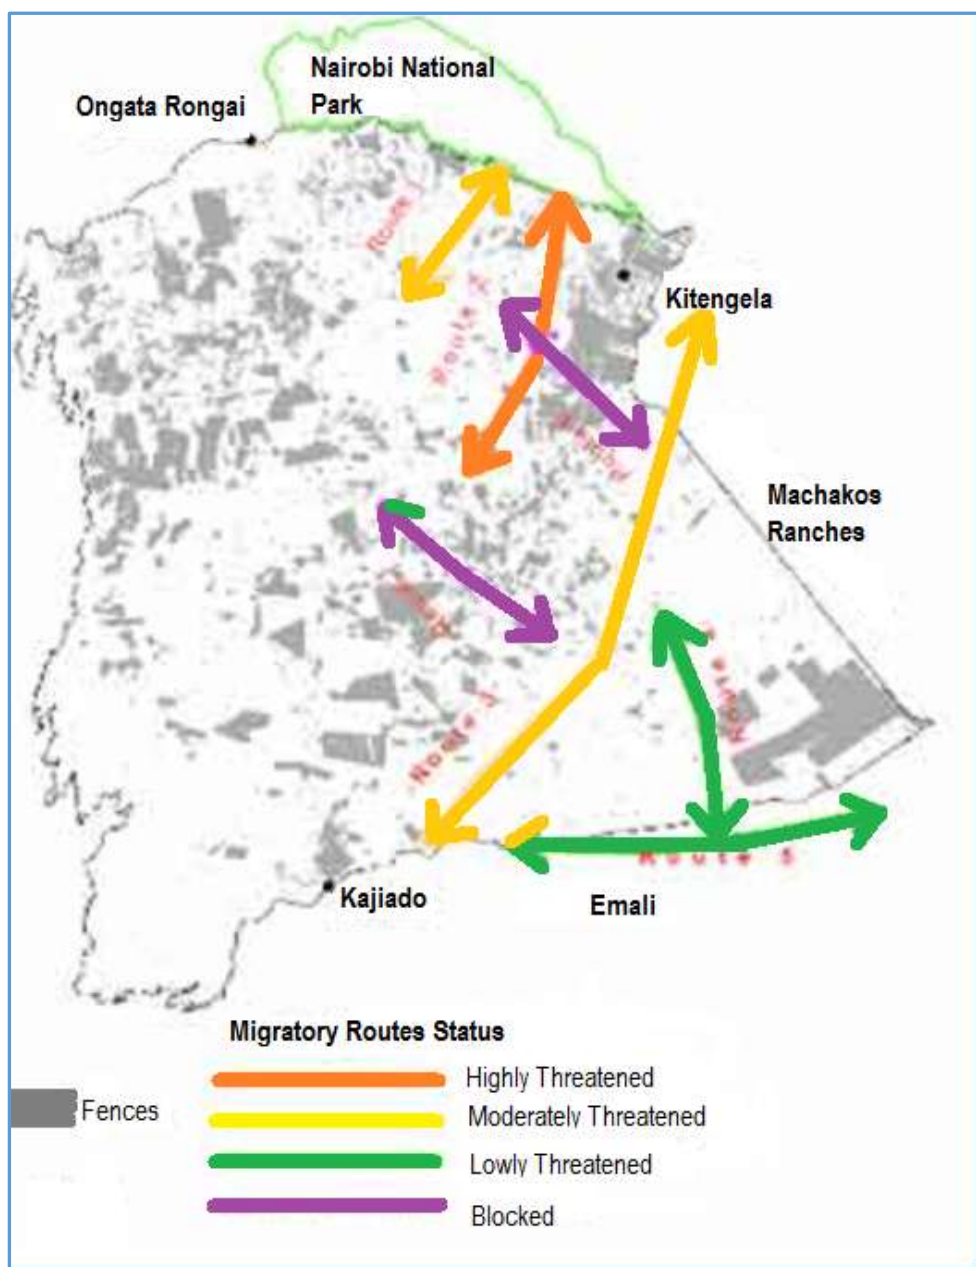 Nairobi National
Park
Ongata Rongai
Route 1
Route 2
Kitengela
Machakos
Ranches
Route 3
Route 5
Kajiado
Emali
Migratory Routes Status
Highly Threatened
Fences
Moderately Threatened
Lowly Threatened
Blocked